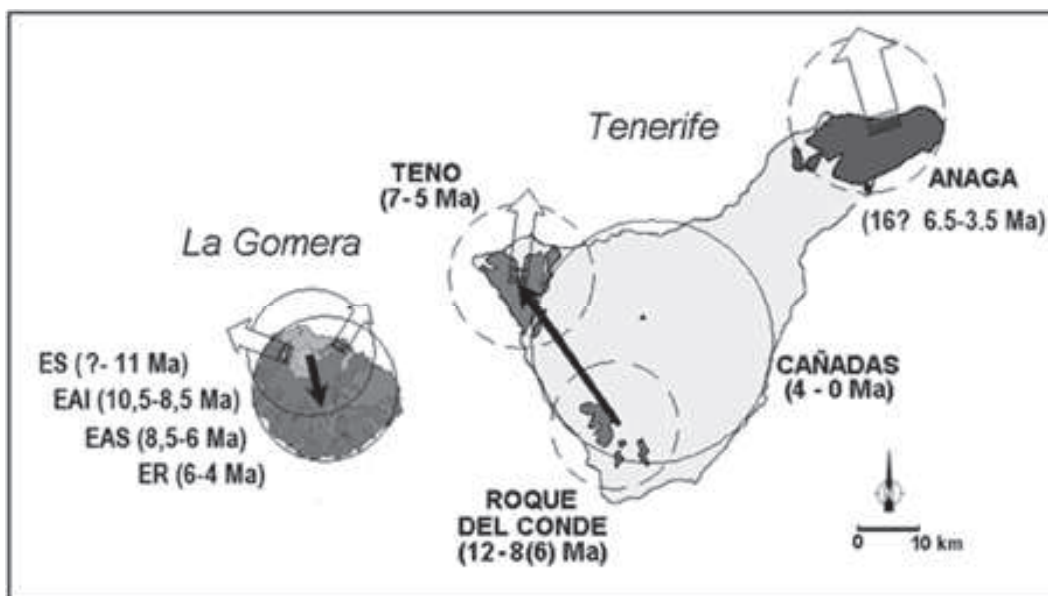 Tenerife
TENO
(7-5 Ma)
ANAGA
(16? 6.5-3.5 Ma)
La Gomera
ES (?- 11 Ma)
EAI (10,5-8,5 Ma)
EAS (8,5-6 Ma)
ER (6-4 Ma)
CAÑADAS
(4 - 0 Ma)
ROQUE
DEL CONDE
(12-8(6) Ma)
0 10 km